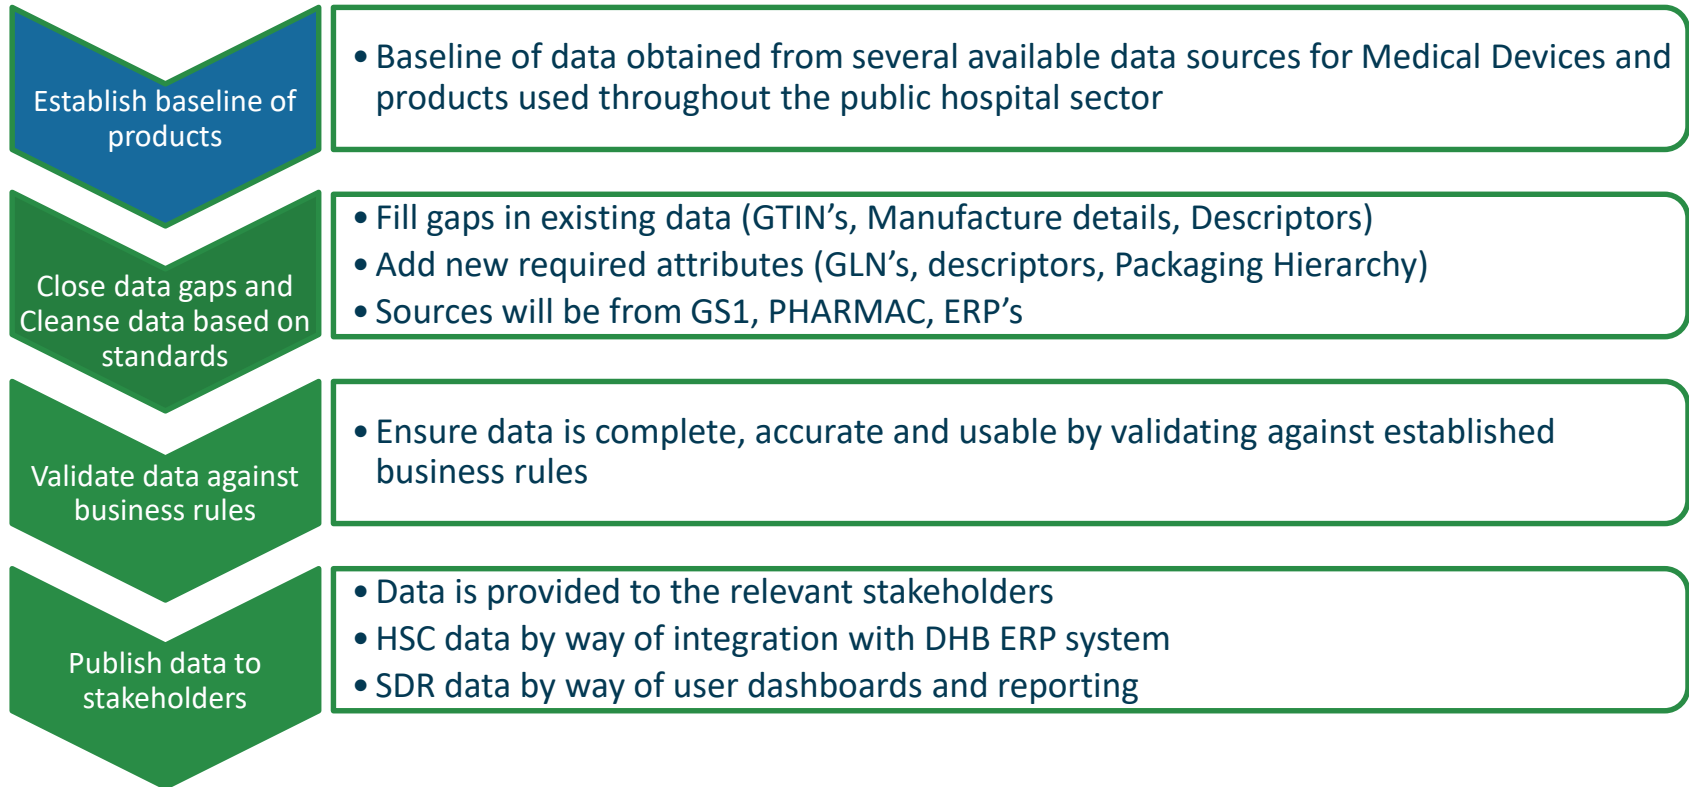 Establish baseline of
products
• Baseline of data obtained from several available data sources for Medical Devices and
products used throughout the public hospital sector
Close data gaps and
Cleanse data based on
standards
• Fill gaps in existing data (GTIN’s, Manufacture details, Descriptors)
• Add new required attributes (GLN’s, descriptors, Packaging Hierarchy)
• Sources will be from GS1, PHARMAC, ERP’s
Validate data against
business rules
• Ensure data is complete, accurate and usable by validating against established
business rules
Publish data to
stakeholders
• Data is provided to the relevant stakeholders
• HSC data by way of integration with DHB ERP system
• SDR data by way of user dashboards and reporting